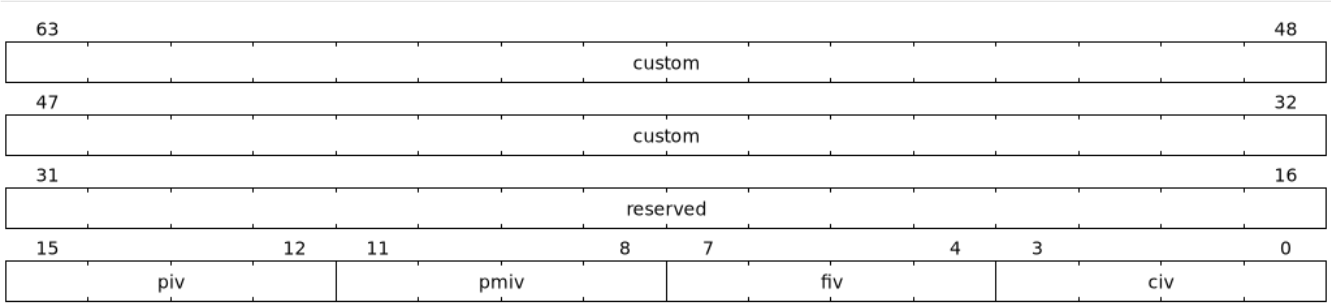 63 48
custom
47 32
custom
31 16
reserved
15 12 11 8 7 4 3 0
piv pmiv fiv civ